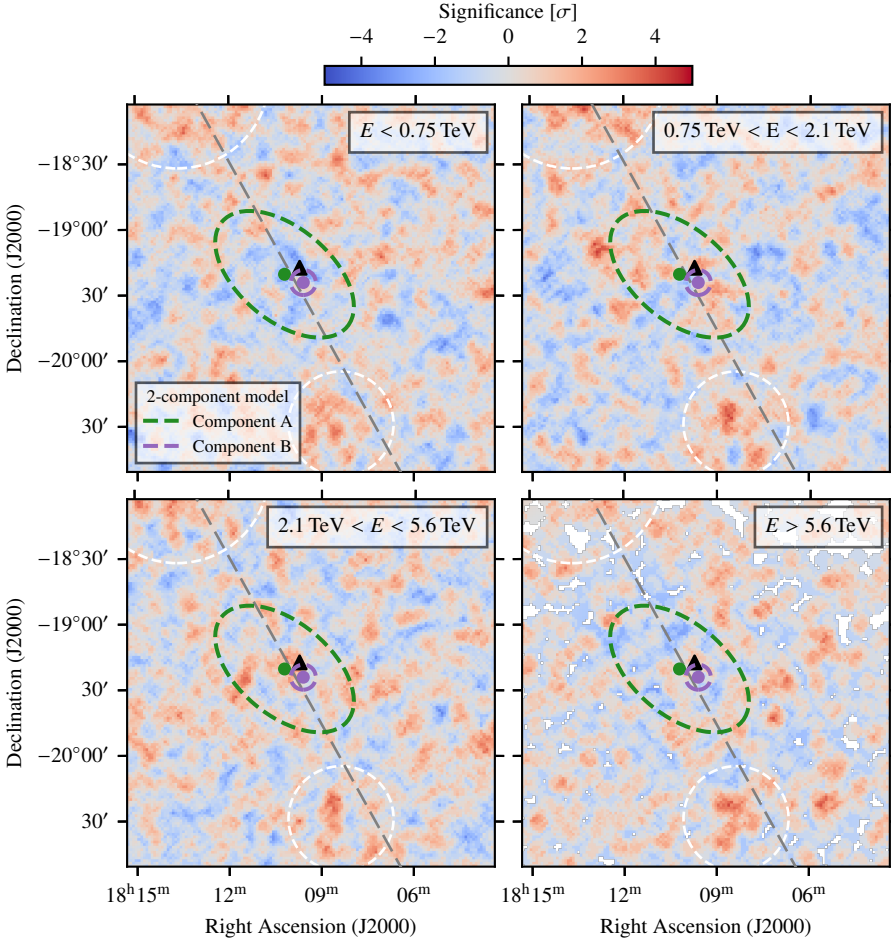 Significance [σ]
−4 −2 0 2 4
E < 0.75 TeV
0.75 TeV < E < 2.1 TeV
Declination (J2000)
−18°30′
−19°00′
30′
−20°00′
30′
2-component model
Component A
Component B
2.1 TeV < E < 5.6 TeV
E > 5.6 TeV
Declination (J2000)
−18°30′
−19°00′
30′
−20°00′
30′
18ʰ15ᵐ 12ᵐ 09ᵐ 06ᵐ
18ʰ15ᵐ 12ᵐ 09ᵐ 06ᵐ
Right Ascension (J2000)
Right Ascension (J2000)